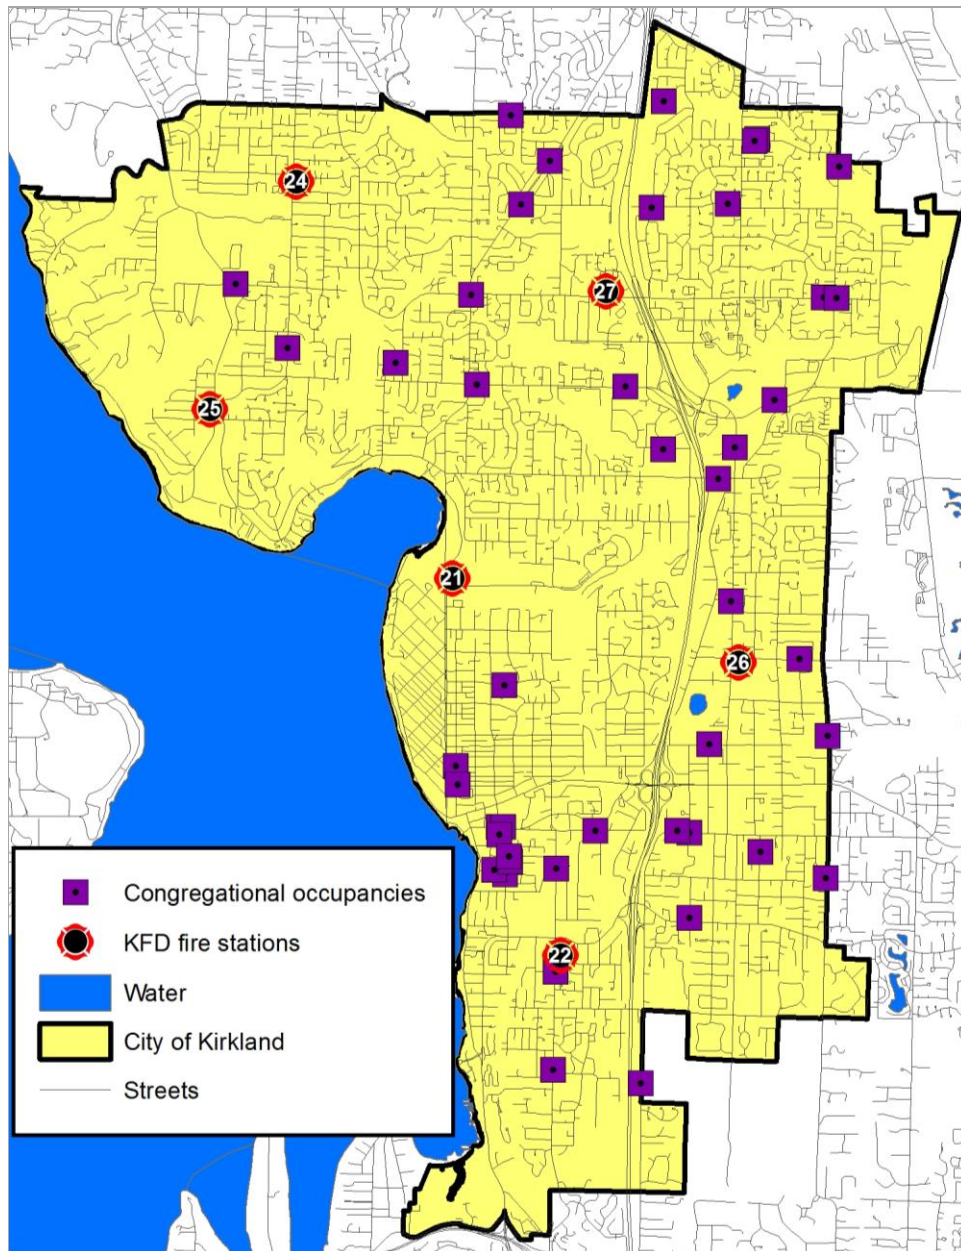 24
27
25
21
26
22
Congregational occupancies
KFD fire stations
Water
City of Kirkland
Streets